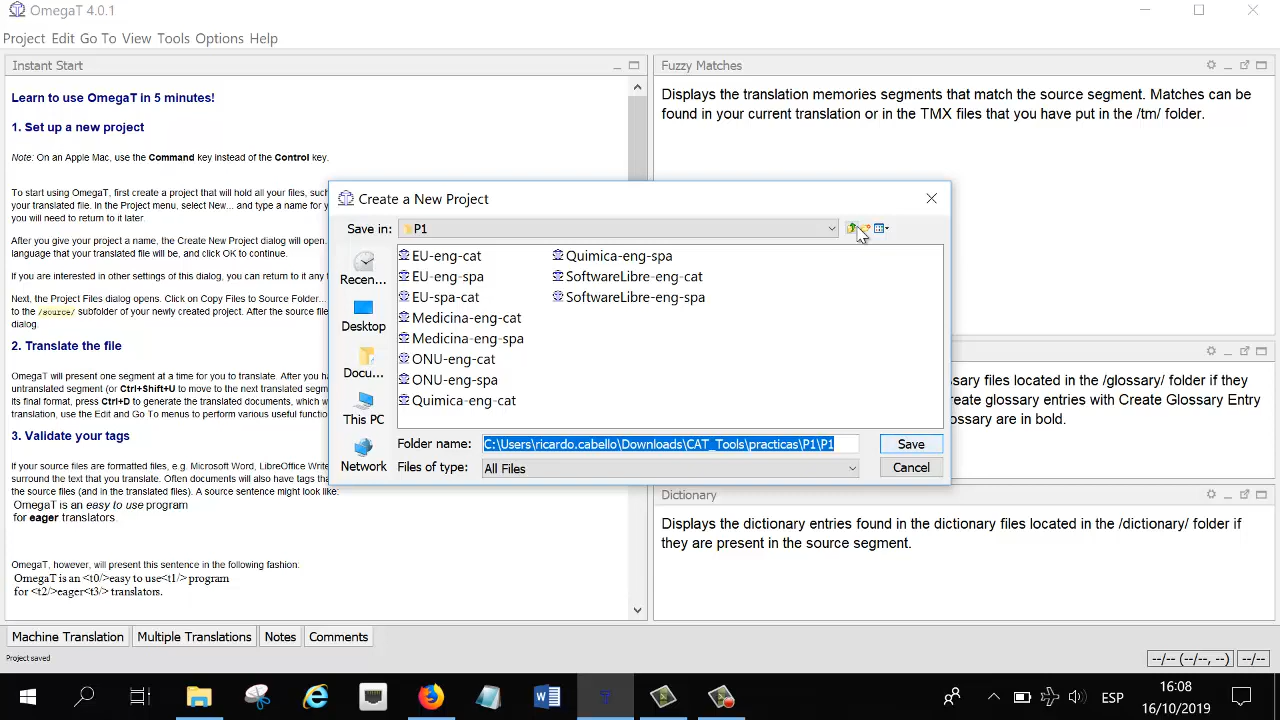 OmegaT 4.0.1
Project Edit Go To View Tools Options Help
Instant Start
Learn to use OmegaT in 5 minutes!
1. Set up a new project
Note: On an Apple Mac, use the Command key instead of the Control key.
To start using OmegaT, first create a project that will hold all your files, suc
your translated file. In the Project menu, select New... and type a name for y
you will need to return to it later.
After you give your project a name, the Create New Project dialog will open.
language that your translated file will be in, and click OK to continue.
If you are interested in other settings of this dialog, you can return to it any t
Next, the Project Files dialog opens. Click on Copy Files to Source Folder...
to the /source/ subfolder of your newly created project. After the source file
dialog.
2. Translate the file
OmegaT will present one segment at a time for you to translate. After you ha
untranslated segment (or Ctrl+Shift+U to move to the next translated segm
its final format, press Ctrl+D to generate the translated documents, which w
translation, use the Edit and Go To menus to perform various useful function
3. Validate your tags
If your source files are formatted files, e.g. Microsoft Word, LibreOffice Write
surround the text that you translate. Often documents will also have tags tha
the source files (and in the translated files). A source sentence might look like:
OmegaT is an easy to use program
for eager translators
OmegaT, however, will present this sentence in the following fashion:
OmegaT is an <t0/>easy to use<t1/> program
for <t2/>eager<t3/> translators.
Fuzzy Matches
Displays the translation memories segments that match the source segment. Matches can be
found in your current translation or in the TMX files that you have put in the /tm/ folder.
Create a New Project
Save in:
P1
Recen...
Desktop
Docu...
This PC
Network
EU-eng-cat
EU-eng-spa
EU-spa-cat
Medicina-eng-cat
Medicina-eng-spa
ONU-eng-cat
ONU-eng-spa
Quimica-eng-cat
Quimica-eng-spa
SoftwareLibre-eng-cat
SoftwareLibre-eng-spa
Folder name:
C:\Users\ricardo.cabello\Downloads\CAT_Tools\practicas\P1\P1
Save
Files of type:
All Files
Cancel
sary files located in the /glossary/ folder if they
reate glossary entries with Create Glossary Entry
lossary are in bold.
Dictionary
Displays the dictionary entries found in the dictionary files located in the /dictionary/ folder if
they are present in the source segment.
Machine Translation
Multiple Translations
Notes
Comments
Project saved
--/-- (--/--, --)
--/--
ESP
16:08
16/10/2019